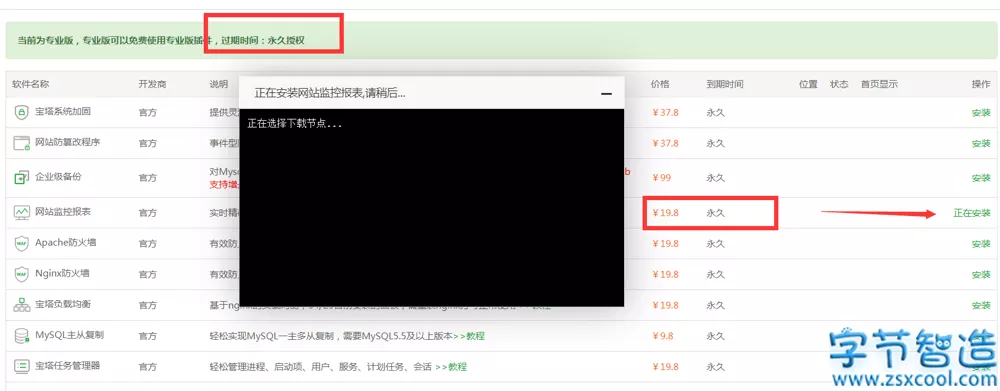 当前为专业版，专业版可以免费使用专业版插件，过期时间：永久授权
软件名称 开发商 说明 价格 到期时间 位置 状态 首页显示 操作
正在安装网站监控报表,请稍后...
正在选择下载节点...
宝塔系统加固 官方 提供灵 ￥37.8 永久 安装
网站防篡改程序 官方 事件型 ￥37.8 永久 安装
企业级备份 官方 对Mys b ￥99 永久 安装
支持增
网站监控报表 官方 实时精 ￥19.8 永久 正在安装
Apache防火墙 官方 有效防 ￥19.8 永久 安装
Nginx防火墙 官方 有效防 ￥19.8 永久 安装
宝塔负载均衡 官方 基于 ￥19.8 永久 安装
MySQL主从复制 官方 轻松实现MySQL一主多从复制，需要MySQL5.5及以上版本>>教程 ￥9.8 永久 安装
宝塔任务管理器 官方 轻松管理进程、启动项、用户、服务、计划任务、会话 >>教程
字节智造
www.zsxcool.com